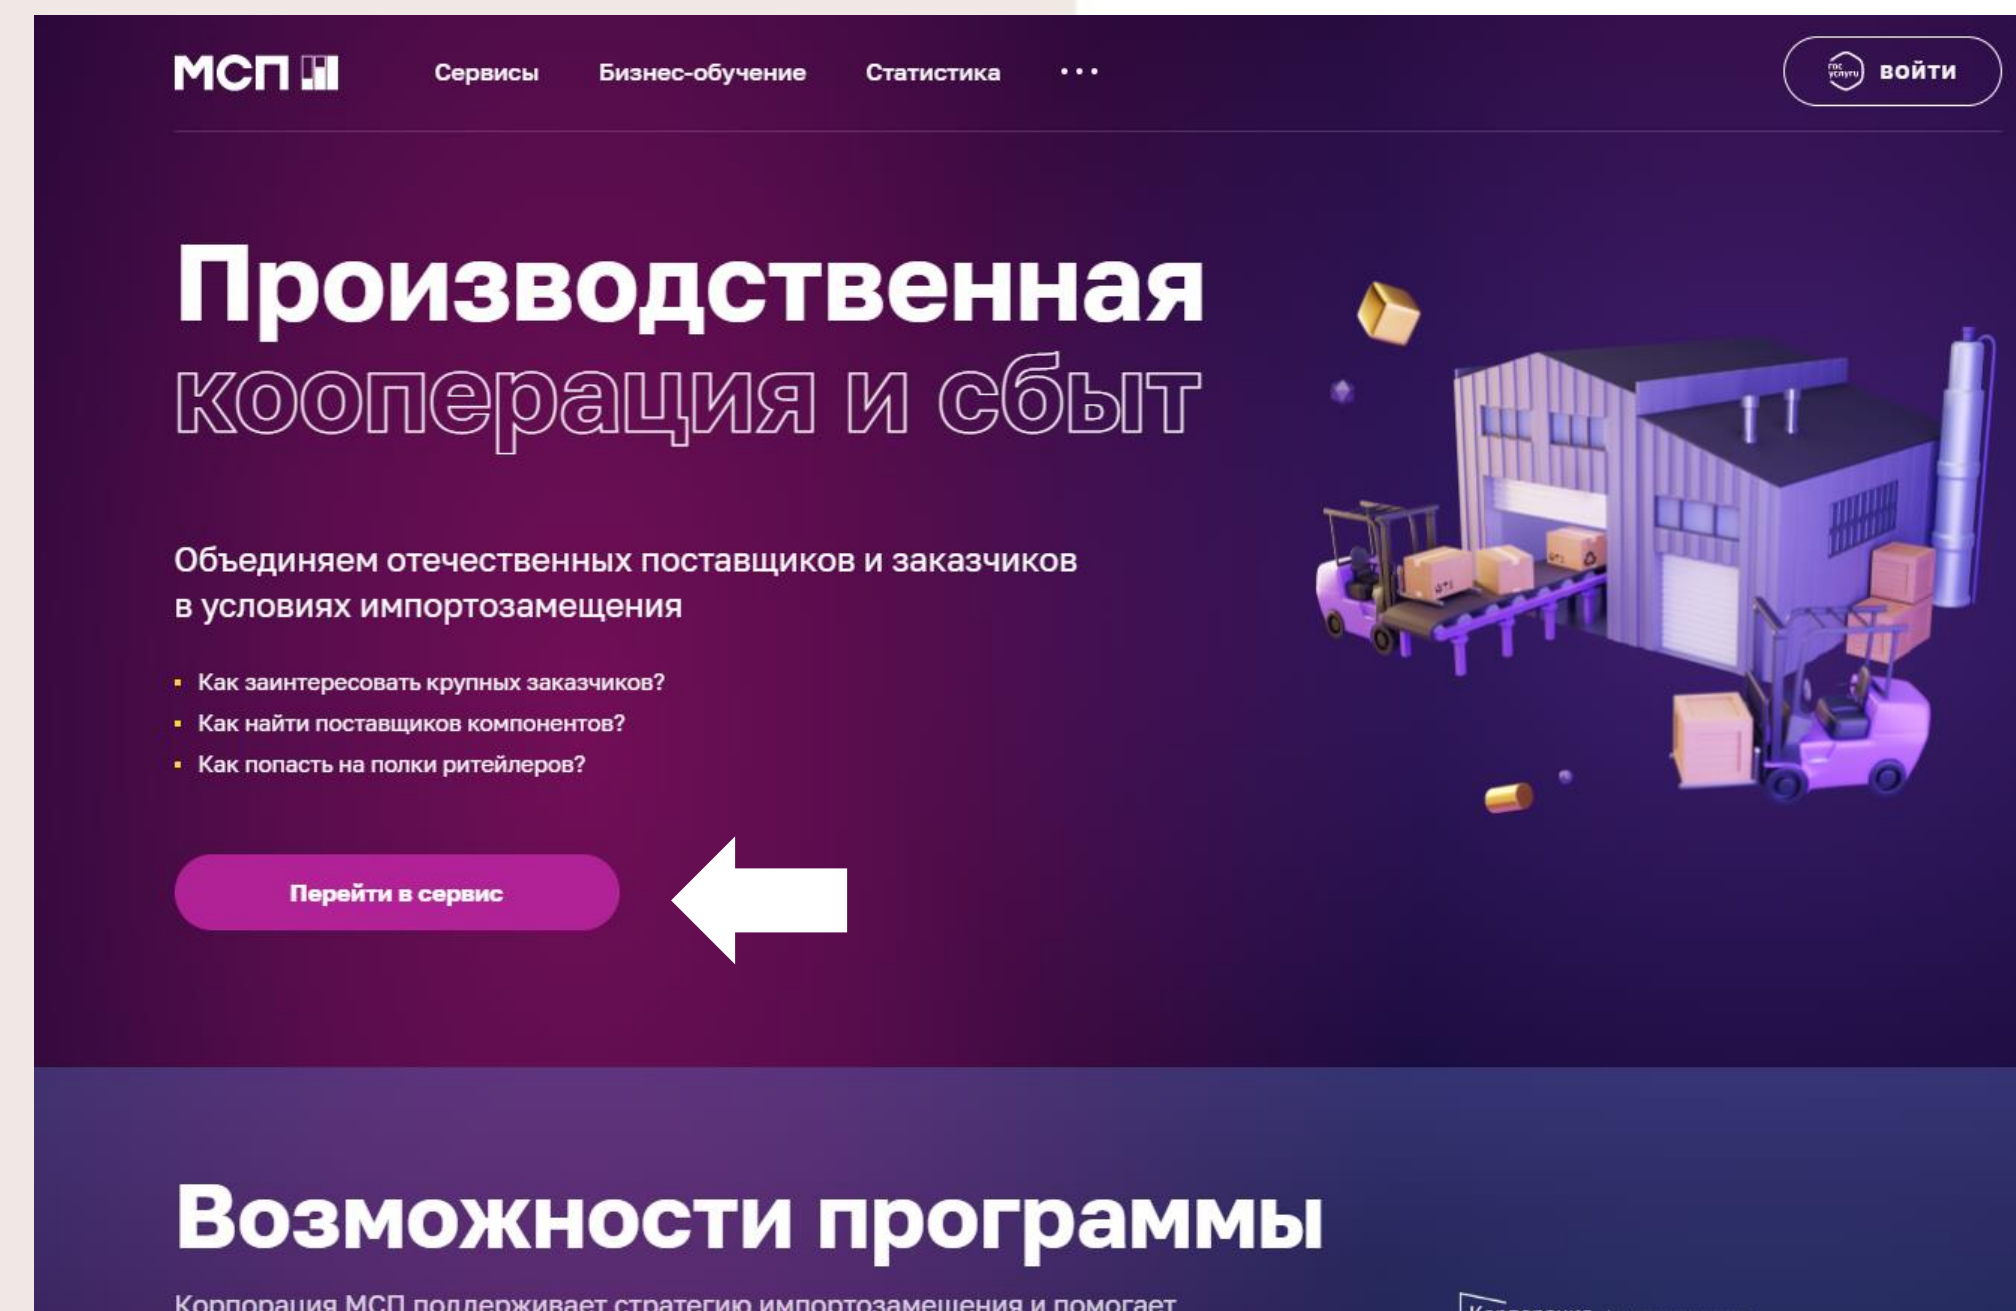 МСП
Сервисы
Бизнес-обучение
Статистика
гос
услуги
ВОЙТИ
Производственная
кооперация и сбыт
Объединяем отечественных поставщиков и заказчиков
в условиях импортозамещения
Как заинтересовать крупных заказчиков?
Как найти поставщиков компонентов?
Как попасть на полки ритейлеров?
Перейти в сервис
Возможности программы
Корпорация МСП поддерживает стратегию импортозамещения и помогает